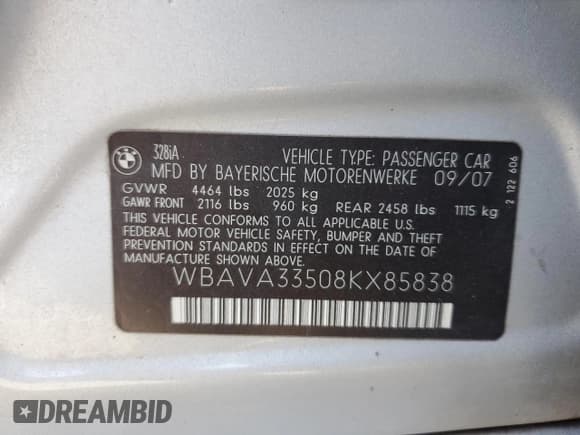 328iA
VEHICLE TYPE: PASSENGER CAR
MFD BY BAYERISCHE MOTORENWERKE 09/07
GVWR 4464 lbs 2025 kg
GAWR FRONT 2116 lbs 960 kg REAR 2458 lbs 1115 kg
THIS VEHICLE CONFORMS TO ALL APPLICABLE U.S.
FEDERAL MOTOR VEHICLE SAFETY, BUMPER AND THEFT
PREVENTION STANDARDS IN EFFECT ON THE DATE OF
MANUFACTURE SHOWN ABOVE.
WBAVA33508KX85838
2 122 606
BMW
DREAMBID